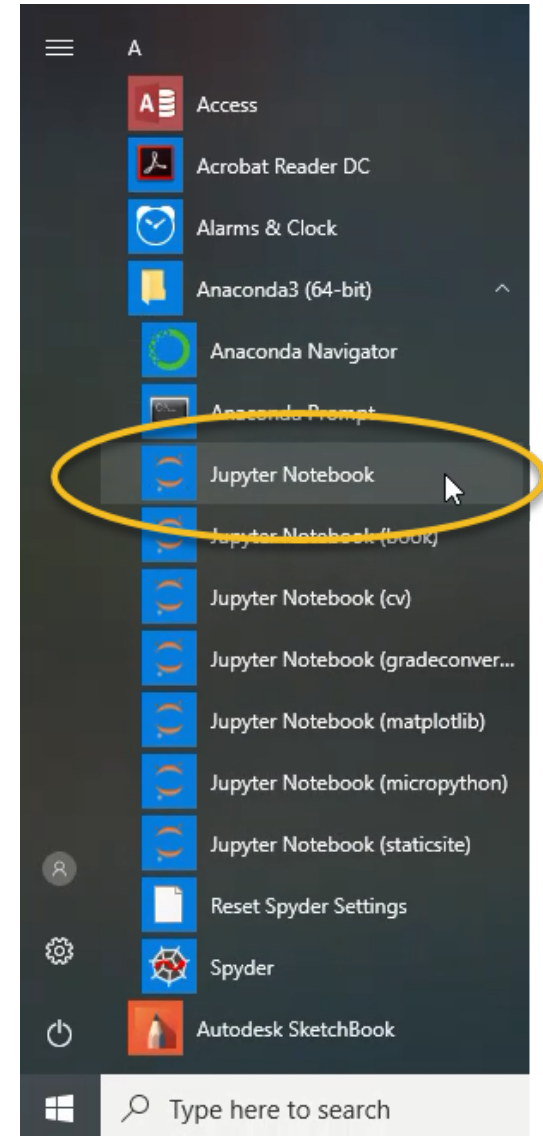 A
Access
Acrobat Reader DC
Alarms & Clock
Anaconda3 (64-bit)
Anaconda Navigator
Anaconda Prompt
Jupyter Notebook
Jupyter Notebook (book)
Jupyter Notebook (cv)
Jupyter Notebook (gradeconver...
Jupyter Notebook (matplotlib)
Jupyter Notebook (micropython)
Jupyter Notebook (staticsite)
Reset Spyder Settings
Spyder
Autodesk SketchBook
Type here to search